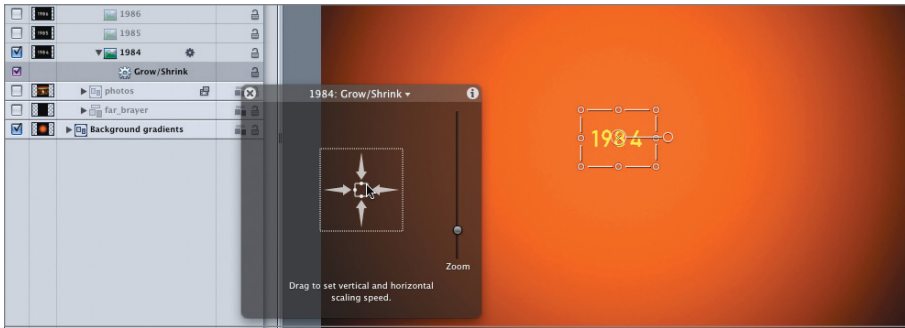 1986
1985
1984
Grow/Shrink
photos
far_brayer
Background gradients
1984: Grow/Shrink
Zoom
Drag to set vertical and horizontal
scaling speed.
1984